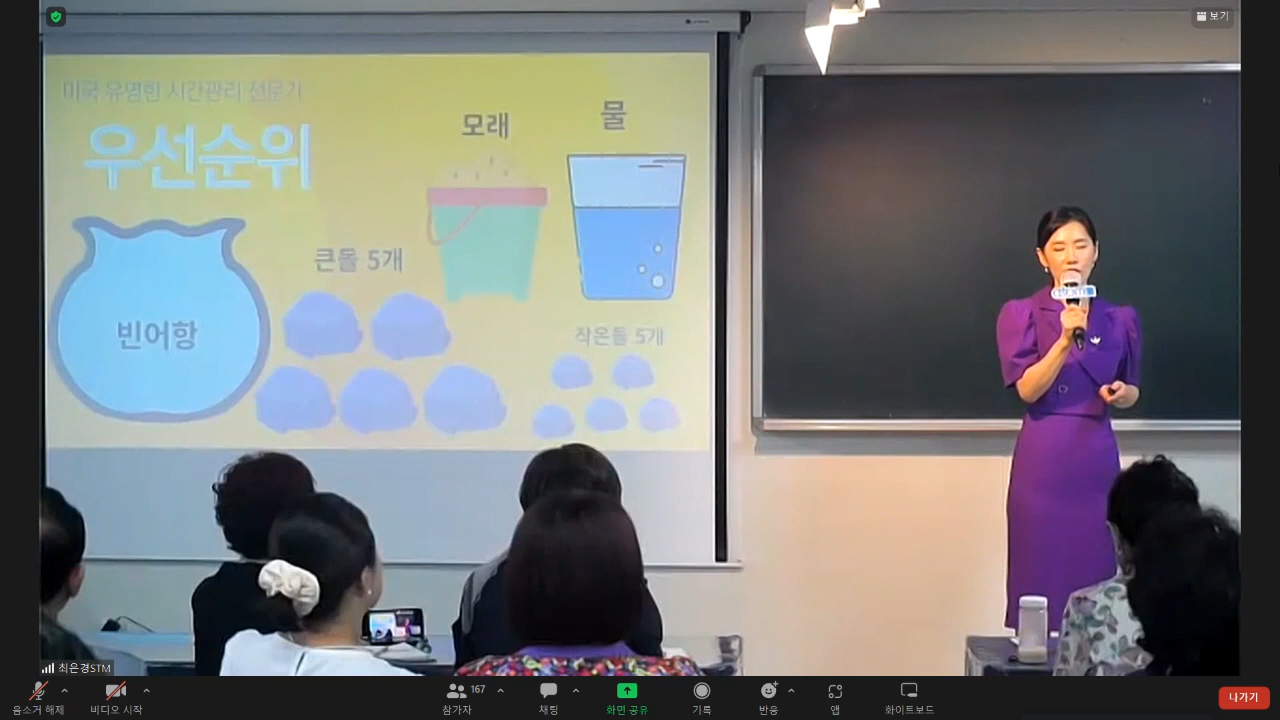 보기
미국 유명한 시간관리 전문가
우선순위
모래
물
큰돌 5개
빈어항
작은돌 5개
최은경STM
음소거 해제
비디오 시작
167
참가자
채팅
화면 공유
기록
반응
앱
화이트보드
나가기